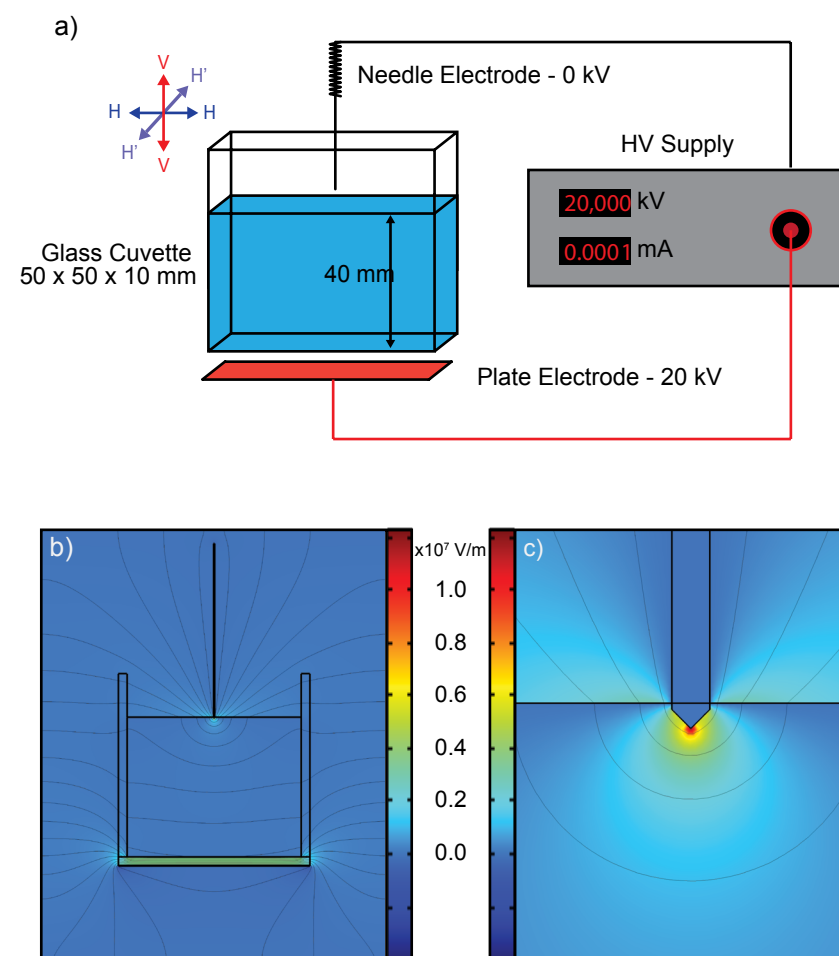 a)
V
H'
H
H
H'
V
Needle Electrode - 0 kV
HV Supply
20,000 kV
0.0001 mA
Glass Cuvette
50 x 50 x 10 mm
40 mm
Plate Electrode - 20 kV
b)
x10⁷ V/m
c)
1.0
0.8
0.6
0.4
0.2
0.0